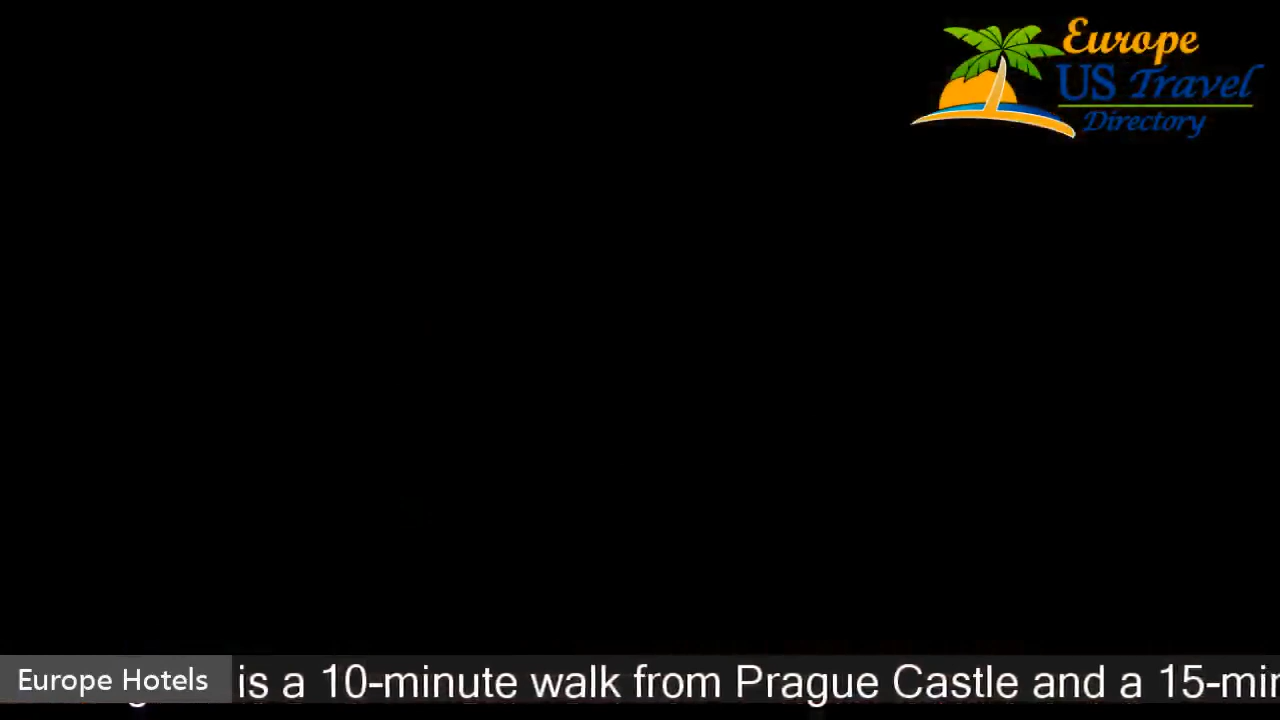 Europe
US Travel
Directory
Europe Hotels
is a 10-minute walk from Prague Castle and a 15-min